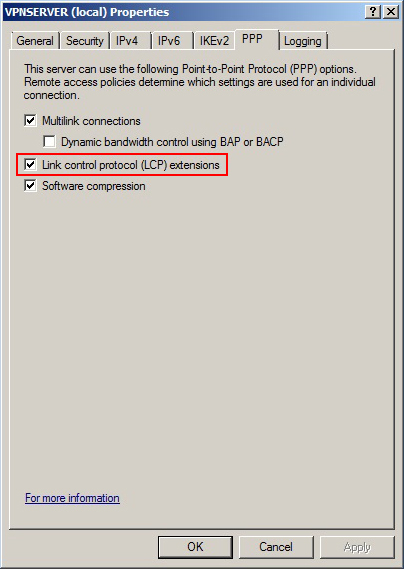 VPNSERVER (local) Properties
General Security IPv4 IPv6 IKEv2 PPP Logging
This server can use the following Point-to-Point Protocol (PPP) options.
Remote access policies determine which settings are used for an individual
connection.
Multilink connections
Dynamic bandwidth control using BAP or BACP
Link control protocol (LCP) extensions
Software compression
For more information
OK Cancel Apply